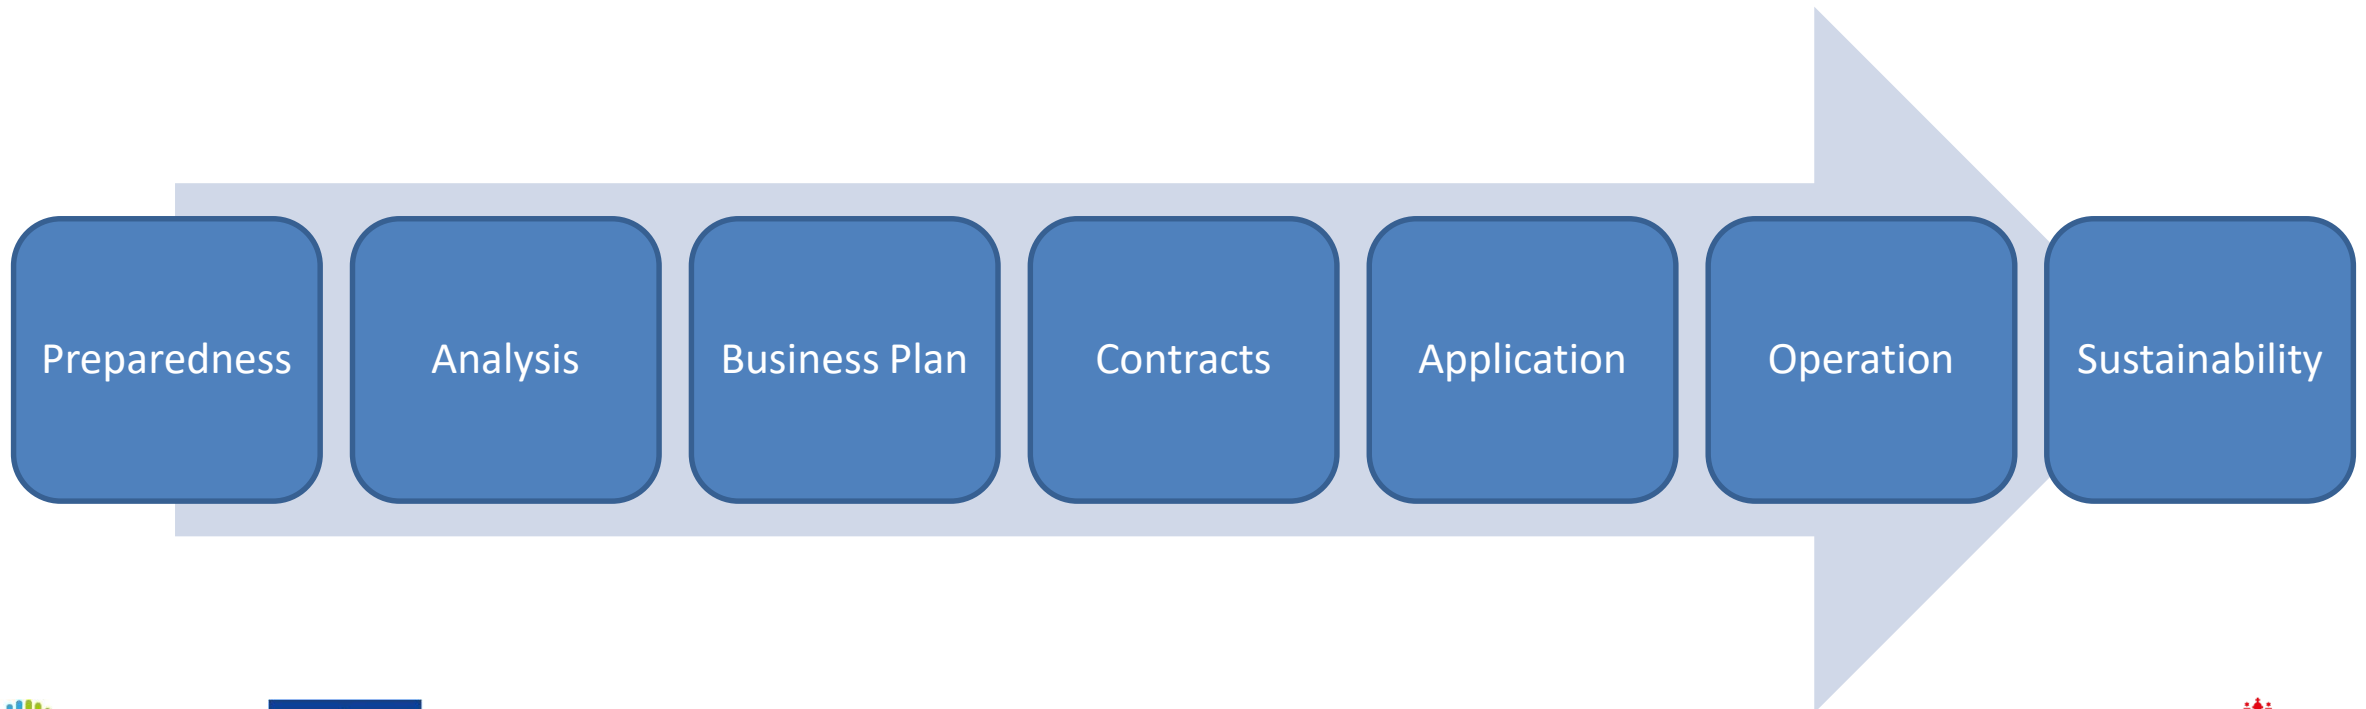 Preparedness
Analysis
Business Plan
Contracts
Application
Operation
Sustainability